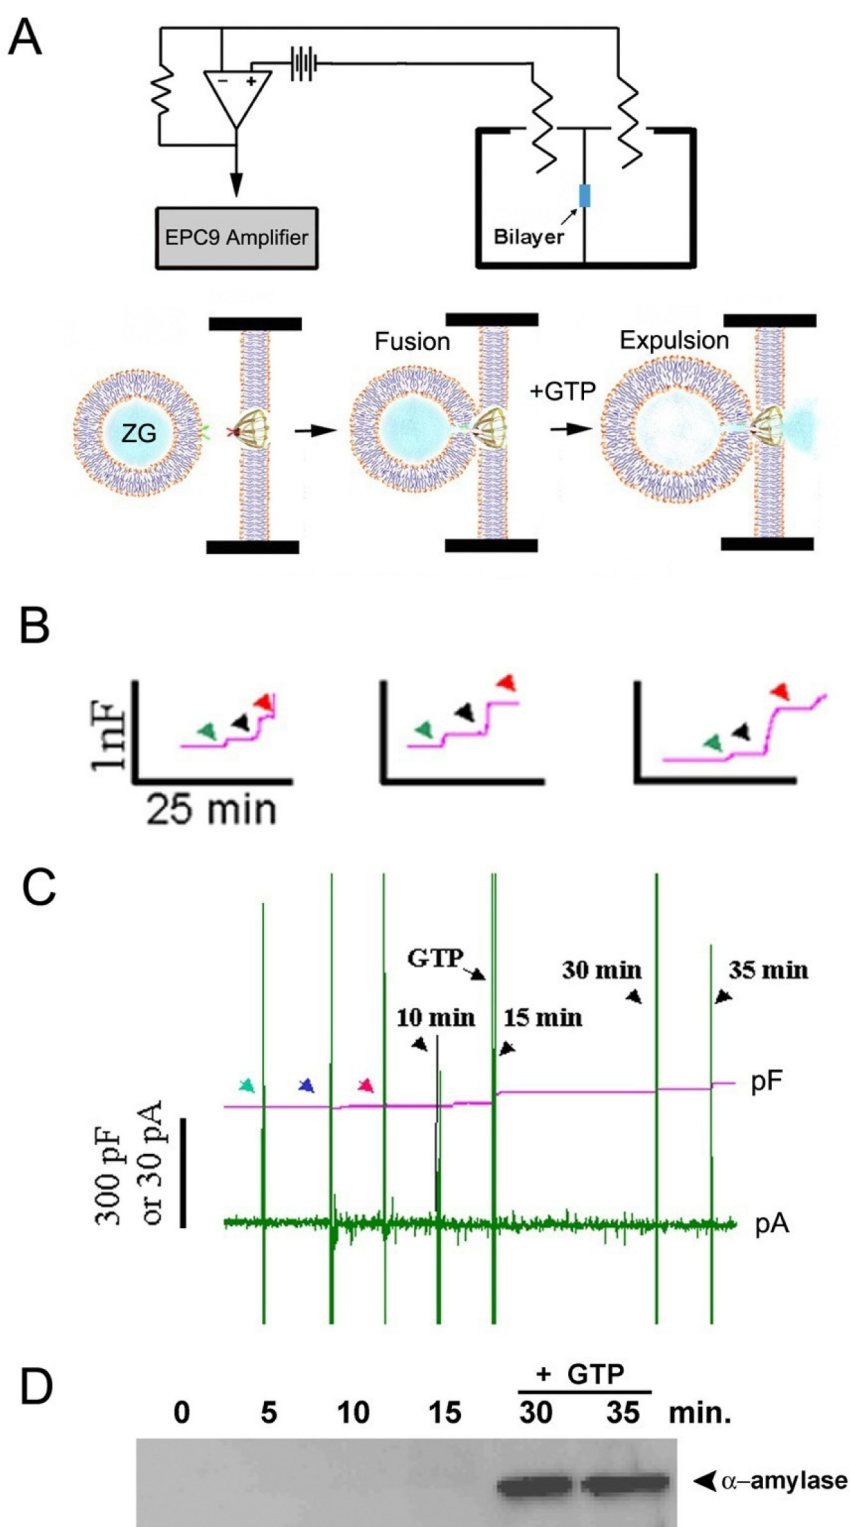 A
EPC9 Amplifier
Bilayer
Fusion
Expulsion
+GTP
ZG
B
1nF
25 min
C
GTP
30 min
35 min
10 min
15 min
pF
300 pF
or 30 pA
pA
D
+ GTP
0 5 10 15 30 35 min.
α–amylase